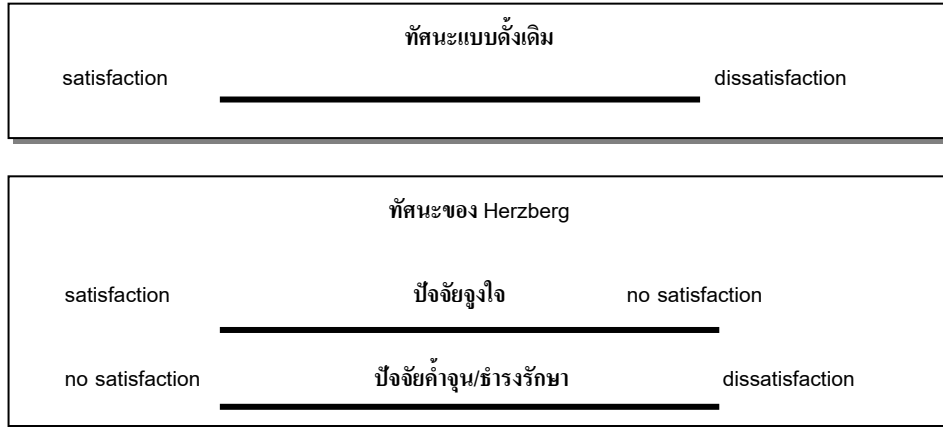 ทัศนะแบบดั้งเดิม
satisfaction dissatisfaction
ทัศนะของ Herzberg
satisfaction ปัจจัยจูงใจ no satisfaction
no satisfaction ปัจจัยค้ำจุน/ธำรงรักษา dissatisfaction